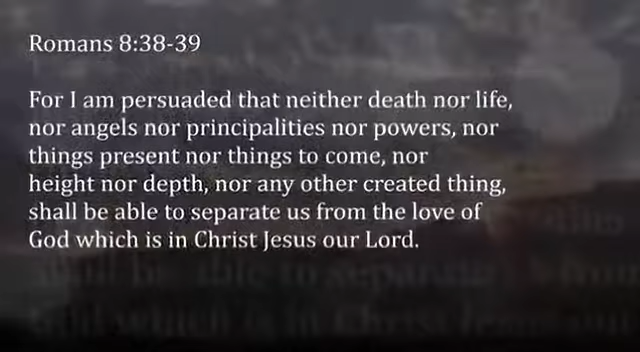 Romans 8:38-39
For I am persuaded that neither death nor life,
nor angels nor principalities nor powers, nor
things present nor things to come, nor
height nor depth, nor any other created thing,
shall be able to separate us from the love of
God which is in Christ Jesus our Lord.